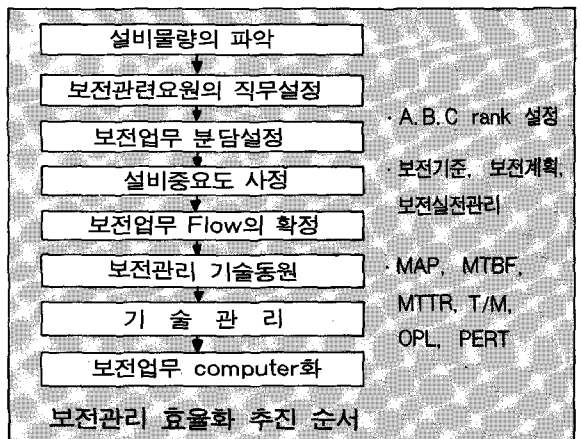 설비물량의 파악
보전관련요원의 직무설정
보전업무 분담설정
설비중요도 사정
보전업무 Flow의 확정
보전관리 기술동원
기 술 관 리
보전업무 computer화
· A.B.C rank 설정
· 보전기준, 보전계획,
보전실전관리
· MAP, MTBF,
MTTR, T/M,
OPL, PERT
보전관리 효율화 추진 순서